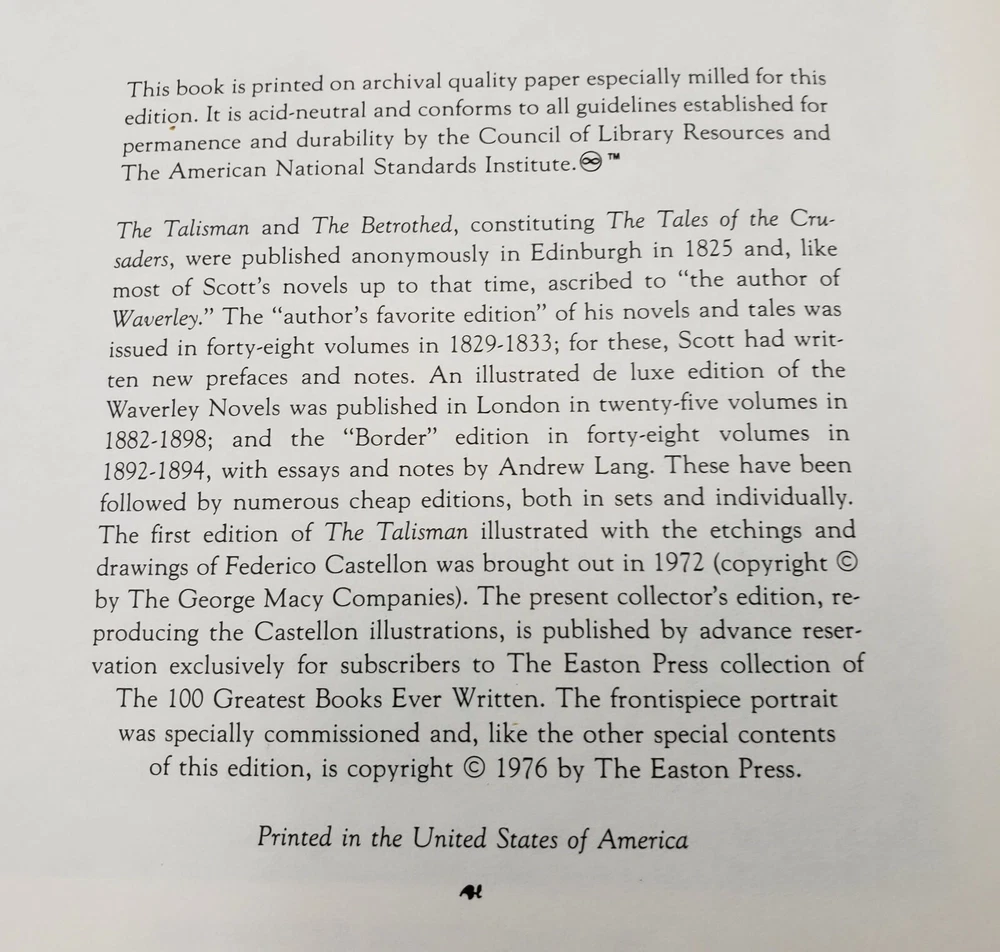 This book is printed on archival quality paper especially milled for this
edition. It is acid-neutral and conforms to all guidelines established for
permanence and durability by the Council of Library Resources and
The American National Standards Institute.♾™
The Talisman and The Betrothed, constituting The Tales of the Cru-
saders, were published anonymously in Edinburgh in 1825 and, like
most of Scott's novels up to that time, ascribed to "the author of
Waverley." The "author's favorite edition" of his novels and tales was
issued in forty-eight volumes in 1829-1833; for these, Scott had writ-
ten new prefaces and notes. An illustrated de luxe edition of the
Waverley Novels was published in London in twenty-five volumes in
1882-1898; and the "Border" edition in forty-eight volumes in
1892-1894, with essays and notes by Andrew Lang. These have been
followed by numerous cheap editions, both in sets and individually.
The first edition of The Talisman illustrated with the etchings and
drawings of Federico Castellon was brought out in 1972 (copyright ©
by The George Macy Companies). The present collector's edition, re-
producing the Castellon illustrations, is published by advance reser-
vation exclusively for subscribers to The Easton Press collection of
The 100 Greatest Books Ever Written. The frontispiece portrait
was specially commissioned and, like the other special contents
of this edition, is copyright © 1976 by The Easton Press.
Printed in the United States of America